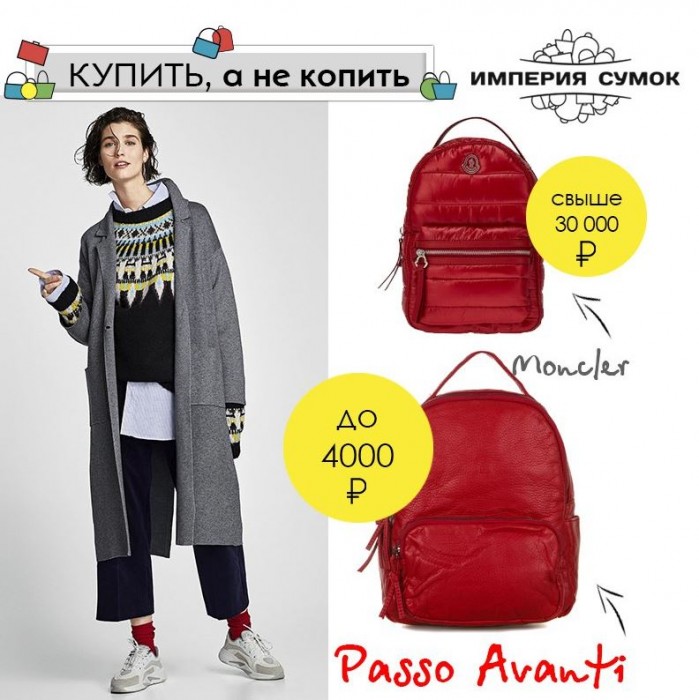 КУПИТЬ, а не копить
ИМПЕРИЯ СУМОК
свыше
30 000
₽
Moncler
до
4000
₽
Passo Avanti